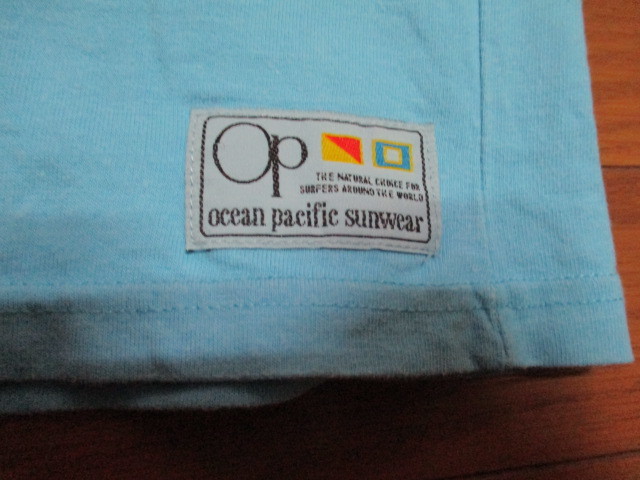 Op
THE NATURAL CHOICE FOR
SURFERS AROUND THE WORLD
ocean pacific sunwear